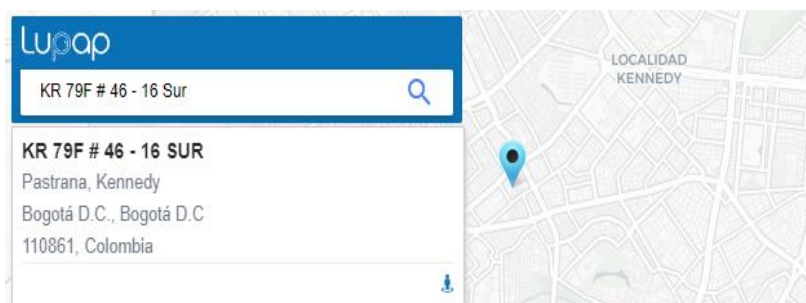 Lupap
KR 79F # 46 - 16 Sur
KR 79F # 46 - 16 SUR
Pastrana, Kennedy
Bogotá D.C., Bogotá D.C
110861, Colombia
LOCALIDAD
KENNEDY